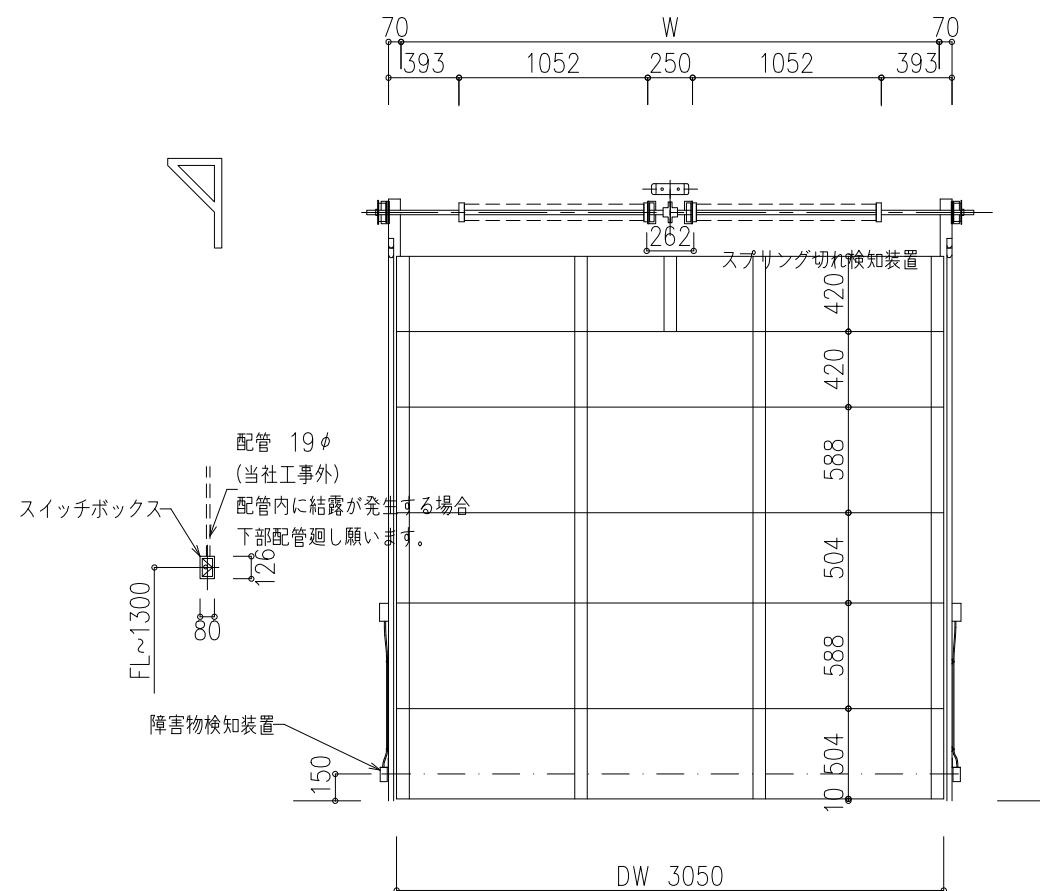 70 W 70
393 1052 250 1052 393
262
スプリング切れ検知装置
420
420
588
504
588
504
10
配管 19φ
(当社工事外)
配管内に結露が発生する場合
下部配管廻し願います。
スイッチボックス
126
80
FL~1300
障害物検知装置
150
DW 3050